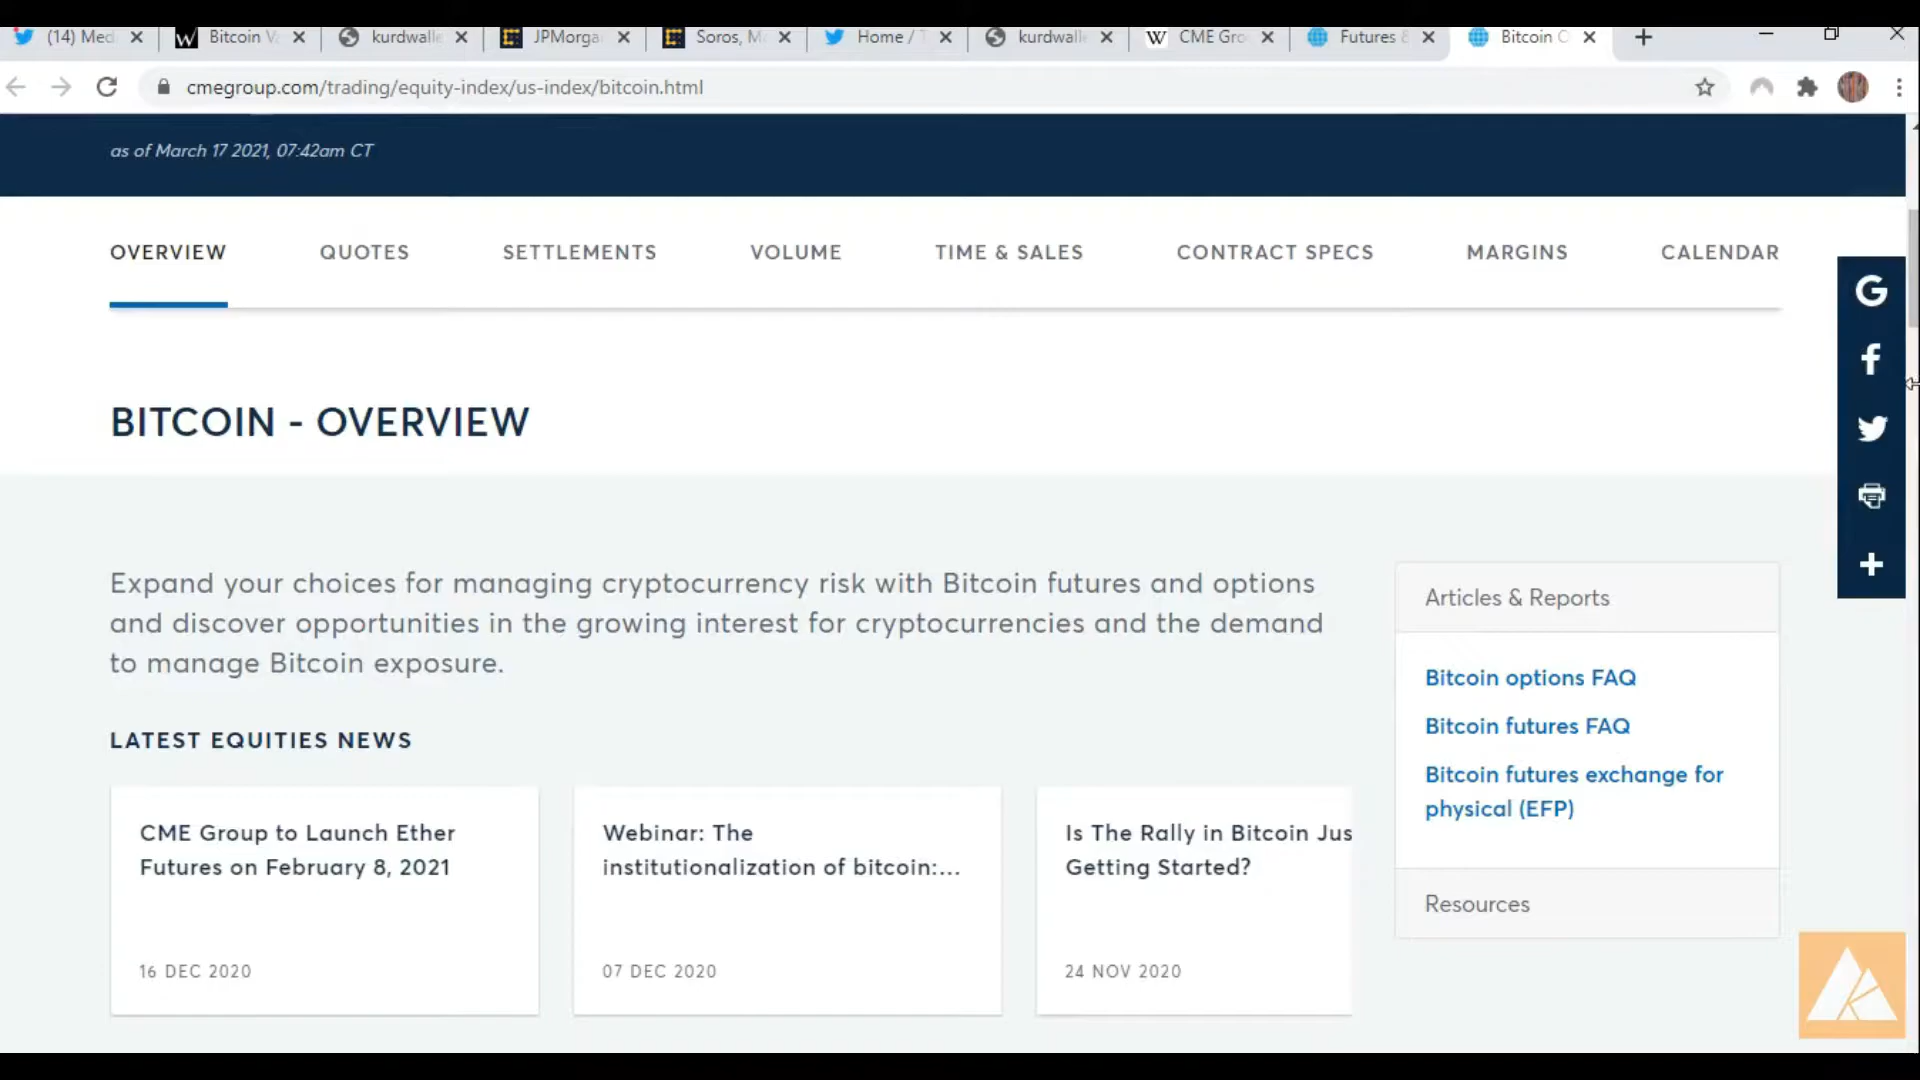 (14) Med
Bitcoin V
kurdwalle
JPMorga
Soros, M
Home / T
kurdwalle
CME Gro
Futures &
Bitcoin O
cmegroup.com/trading/equity-index/us-index/bitcoin.html
as of March 17 2021, 07:42am CT
OVERVIEW
QUOTES
SETTLEMENTS
VOLUME
TIME & SALES
CONTRACT SPECS
MARGINS
CALENDAR
BITCOIN - OVERVIEW
Expand your choices for managing cryptocurrency risk with Bitcoin futures and options
and discover opportunities in the growing interest for cryptocurrencies and the demand
to manage Bitcoin exposure.
LATEST EQUITIES NEWS
CME Group to Launch Ether
Futures on February 8, 2021
16 DEC 2020
Webinar: The
institutionalization of bitcoin:...
07 DEC 2020
Is The Rally in Bitcoin Jus
Getting Started?
24 NOV 2020
Articles & Reports
Bitcoin options FAQ
Bitcoin futures FAQ
Bitcoin futures exchange for
physical (EFP)
Resources